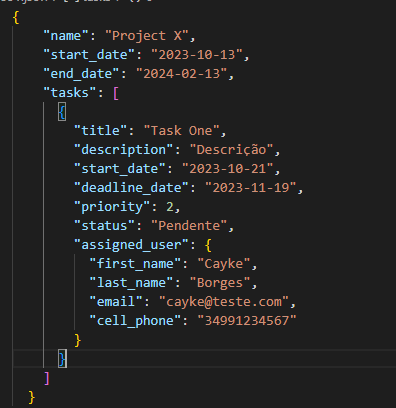 {
"name": "Project X",
"start_date": "2023-10-13",
"end_date": "2024-02-13",
"tasks": [
{
"title": "Task One",
"description": "Descrição",
"start_date": "2023-10-21",
"deadline_date": "2023-11-19",
"priority": 2,
"status": "Pendente",
"assigned_user": {
"first_name": "Cayke",
"last_name": "Borges",
"email": "cayke@teste.com",
"cell_phone": "34991234567"
}
}
]
}